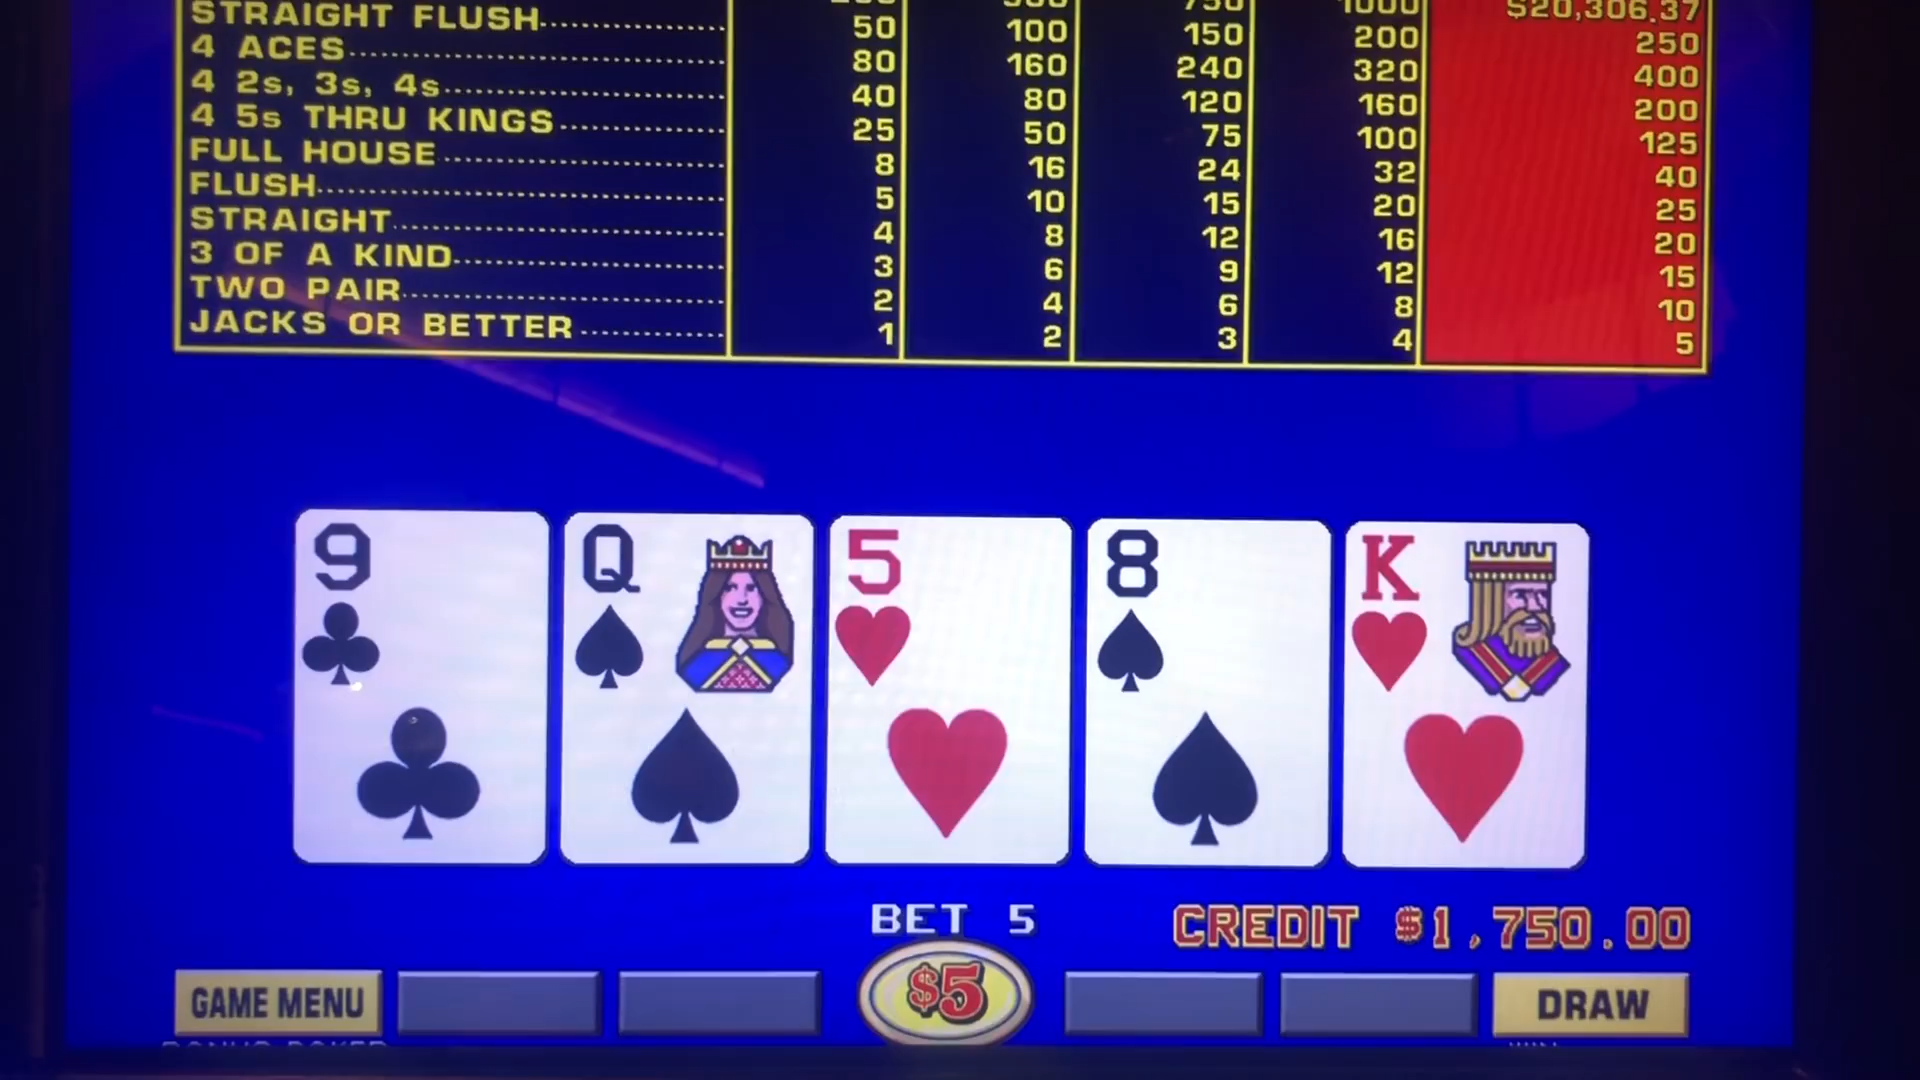 STRAIGHT FLUSH 50 100 150 200 250
$20,306.37
4 ACES 80 160 240 320 400
4 2s, 3s, 4s 40 80 120 160 200
4 5s THRU KINGS 25 50 75 100 125
FULL HOUSE 8 16 24 32 40
FLUSH 5 10 15 20 25
STRAIGHT 4 8 12 16 20
3 OF A KIND 3 6 9 12 15
TWO PAIR 2 4 6 8 10
JACKS OR BETTER 1 2 3 4 5
9 Q 5 8 K
BET 5 CREDIT $1,750.00
GAME MENU $5 DRAW